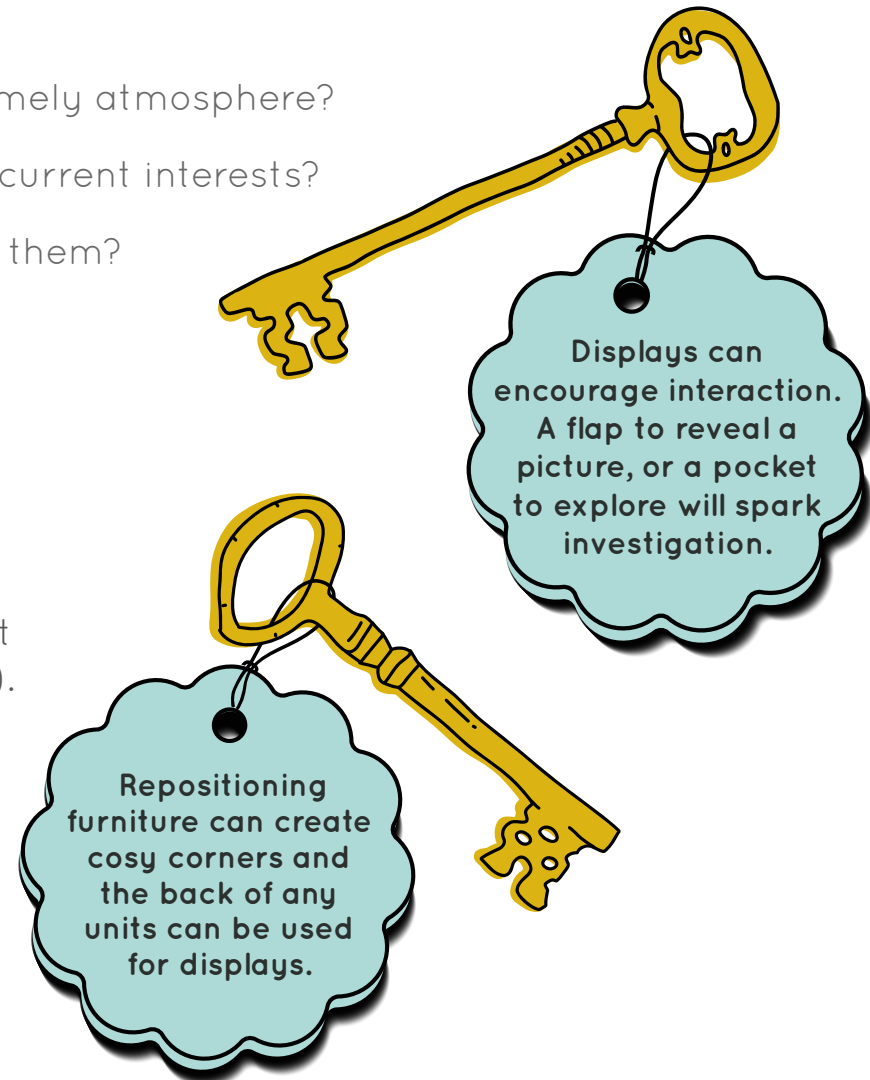 mely atmosphere?
current interests?
them?
Displays can
encourage interaction.
A flap to reveal a
picture, or a pocket
to explore will spark
investigation.
t
).
Repositioning
furniture can create
cosy corners and
the back of any
units can be used
for displays.